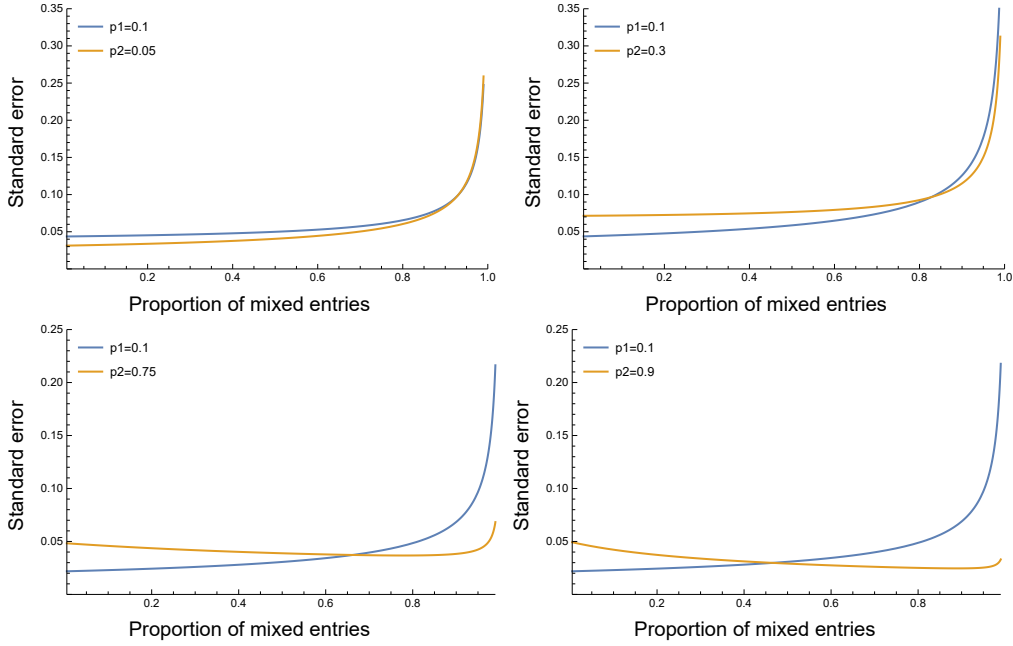 0.35
0.30
0.25
0.20
0.15
0.10
0.05
p1=0.1
p2=0.05
Standard error
0.2 0.4 0.6 0.8 1.0
Proportion of mixed entries
0.35
0.30
0.25
0.20
0.15
0.10
0.05
p1=0.1
p2=0.3
Standard error
0.2 0.4 0.6 0.8 1.0
Proportion of mixed entries
0.25
0.20
0.15
0.10
0.05
p1=0.1
p2=0.75
Standard error
0.2 0.4 0.6 0.8
Proportion of mixed entries
0.25
0.20
0.15
0.10
0.05
p1=0.1
p2=0.9
Standard error
0.2 0.4 0.6 0.8
Proportion of mixed entries